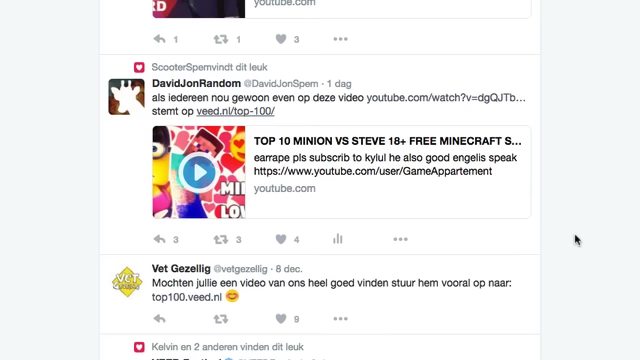 youtube.com
1 1 3
ScooterSpemvindt dit leuk
DavidJonRandom @DavidJonSpem · 1 dag
als iedereen nou gewoon even op deze video youtube.com/watch?v=dgQJTb…
stemt op veed.nl/top-100/
TOP 10 MINION VS STEVE 18+ FREE MINECRAFT S…
earrape pls subscrib to kylul he also good engelis speak
https://www.youtube.com/user/GameAppartement
youtube.com
3 3 4
Vet Gezellig @vetgezellig · 8 dec.
Mochten jullie een video van ons heel goed vinden stuur hem vooral op naar:
top100.veed.nl
9
Kelvin en 2 anderen vinden dit leuk